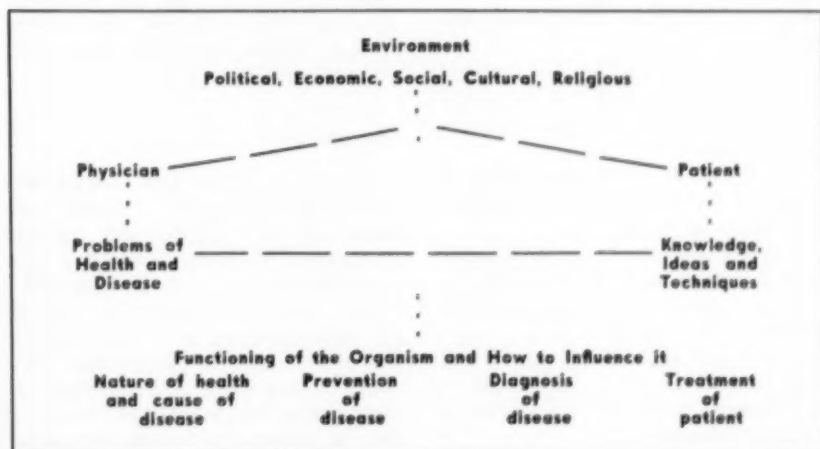 Environment
Political, Economic, Social, Cultural, Religious
Physician
Patient
Problems of
Health and
Disease
Knowledge,
Ideas and
Techniques
Functioning of the Organism and How to Influence it
Nature of health
and cause of
disease
Prevention
of
disease
Diagnosis
of
disease
Treatment
of
patient